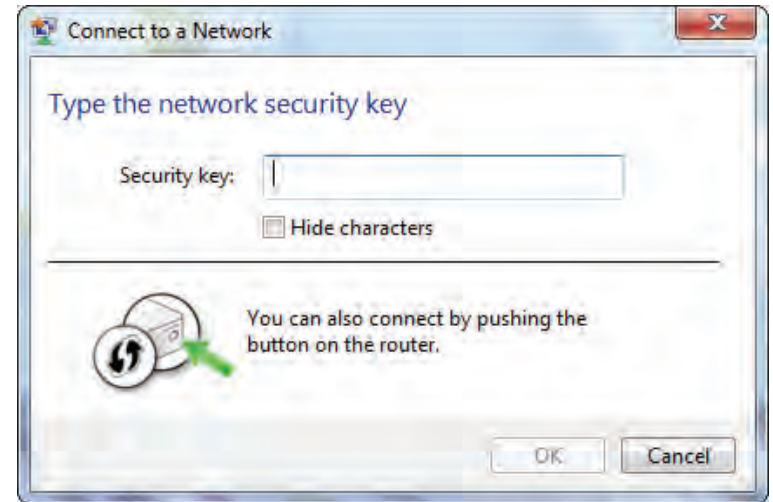 Connect to a Network
Type the network security key
Security key:
Hide characters
You can also connect by pushing the
button on the router.
OK
Cancel